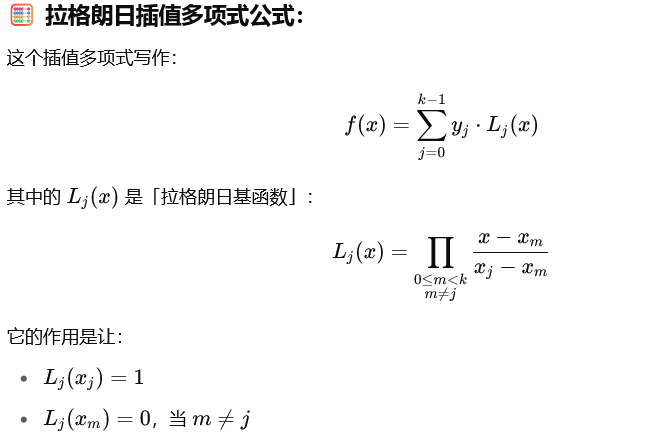 🧮 拉格朗日插值多项式公式：
这个插值多项式写作：
f(x) = \sum_{j=0}^{k-1} y_j \cdot L_j(x)
其中的 L_j(x) 是「拉格朗日基函数」：
L_j(x) = \prod_{\substack{0 \le m < k \\ m \ne j}} \frac{x - x_m}{x_j - x_m}
它的作用是让：
• L_j(x_j) = 1
• L_j(x_m) = 0，当 m ≠ j